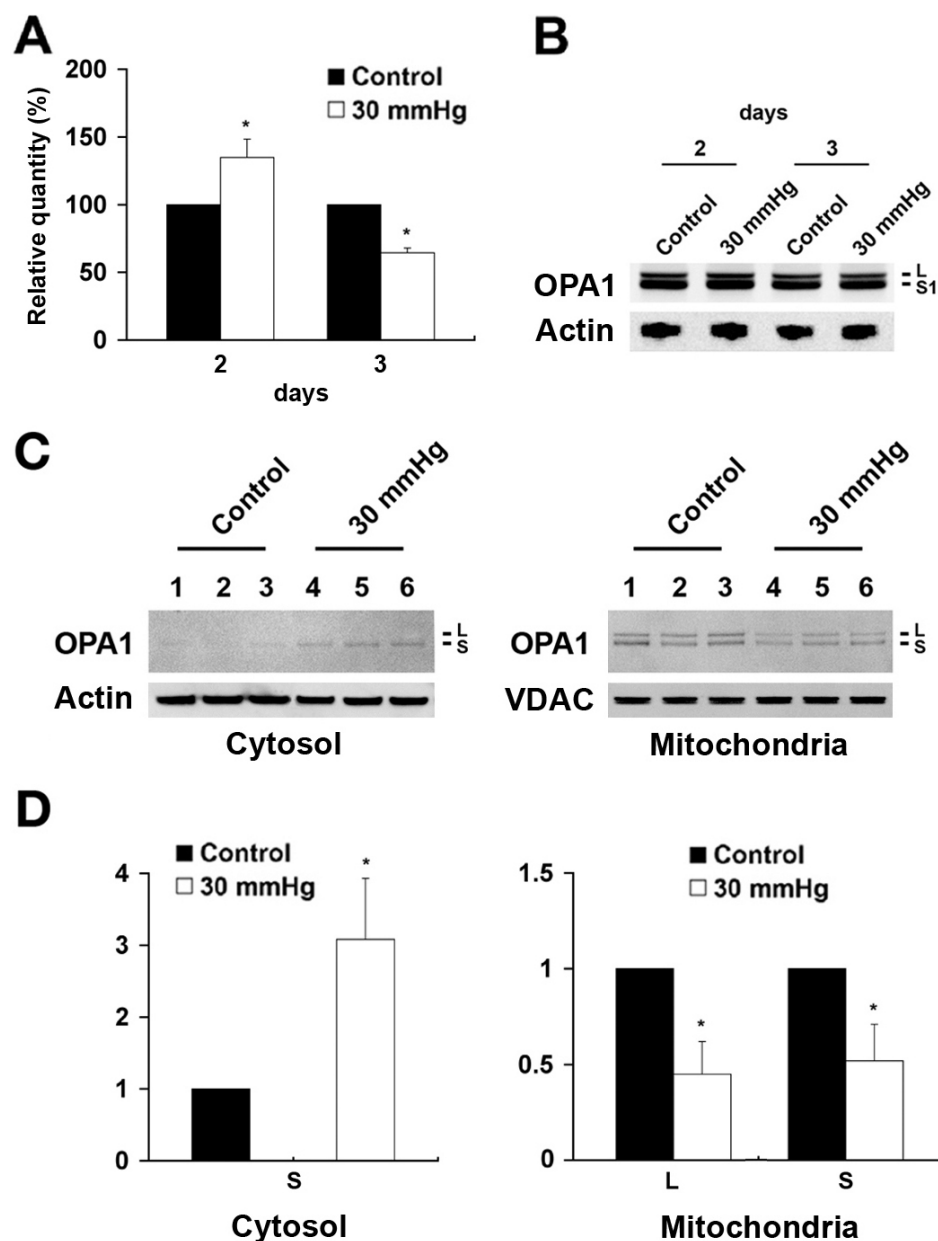 A
200
150
100
50
0
Relative quantity (%)
Control
30 mmHg
*
*
2
3
days
B
days
2
3
Control
30 mmHg
Control
30 mmHg
OPA1
L
S1
Actin
C
Control
30 mmHg
1 2 3 4 5 6
OPA1
L
S
Actin
Cytosol
Control
30 mmHg
1 2 3 4 5 6
OPA1
L
S
VDAC
Mitochondria
D
Control
30 mmHg
4
3
2
1
0
*
S
Cytosol
Control
30 mmHg
1.5
1
0.5
0
*
*
L
S
Mitochondria